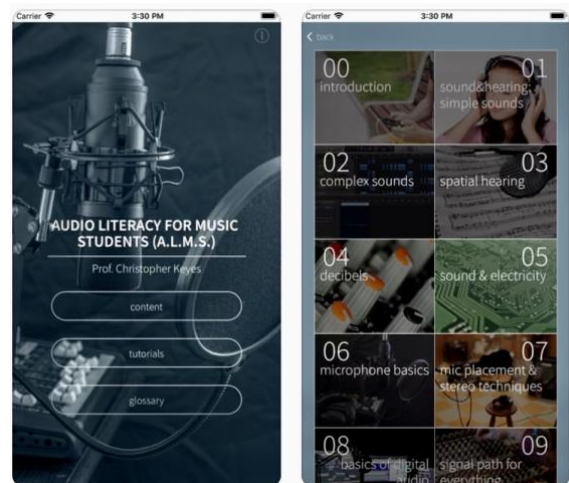 Carrier 3:30 PM
AUDIO LITERACY FOR MUSIC
STUDENTS (A.L.M.S.)
Prof. Christopher Keyes
content
tutorials
glossary
Carrier 3:30 PM
back
00
introduction
01
sound&hearing;
simple sounds
02
complex sounds
03
spatial hearing
04
decibels
05
sound & electricity
06
microphone basics
07
mic placement &
stereo techniques
08
basics of digital
audio
09
signal path for
everything